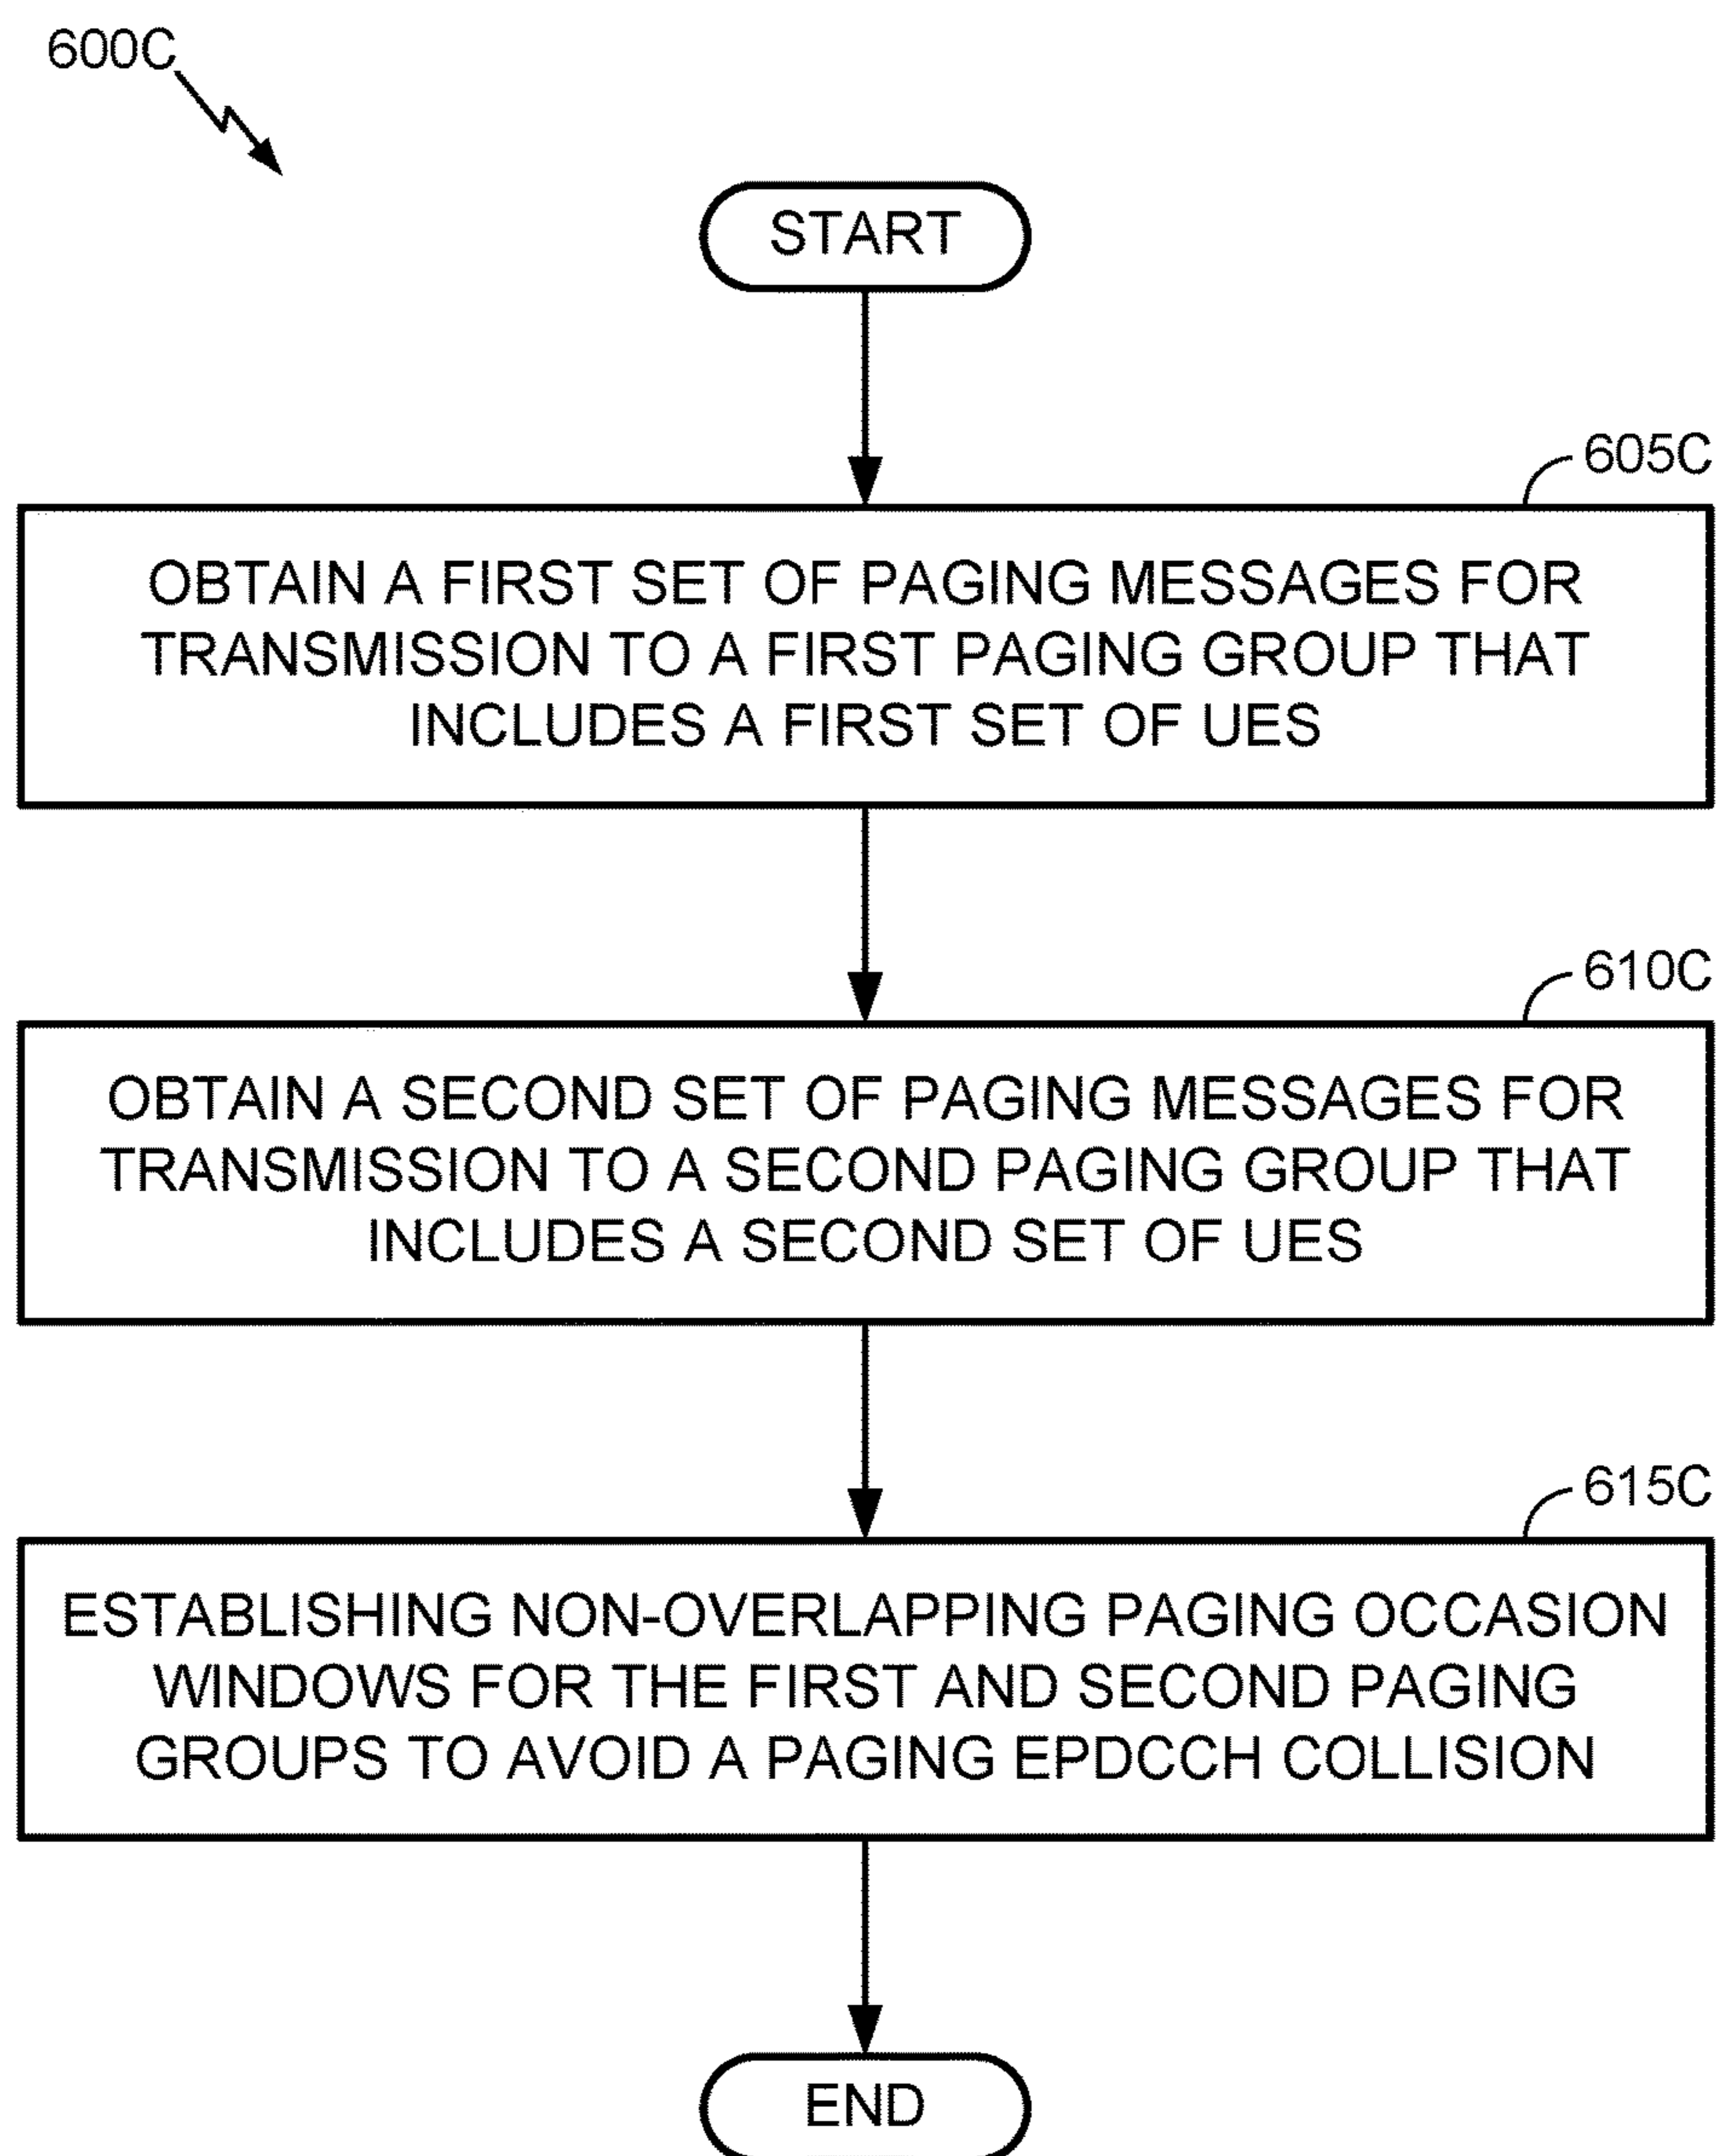 600C
START
605C
OBTAIN A FIRST SET OF PAGING MESSAGES FOR
TRANSMISSION TO A FIRST PAGING GROUP THAT
INCLUDES A FIRST SET OF UES
610C
OBTAIN A SECOND SET OF PAGING MESSAGES FOR
TRANSMISSION TO A SECOND PAGING GROUP THAT
INCLUDES A SECOND SET OF UES
615C
ESTABLISHING NON-OVERLAPPING PAGING OCCASION
WINDOWS FOR THE FIRST AND SECOND PAGING
GROUPS TO AVOID A PAGING EPDCCH COLLISION
END